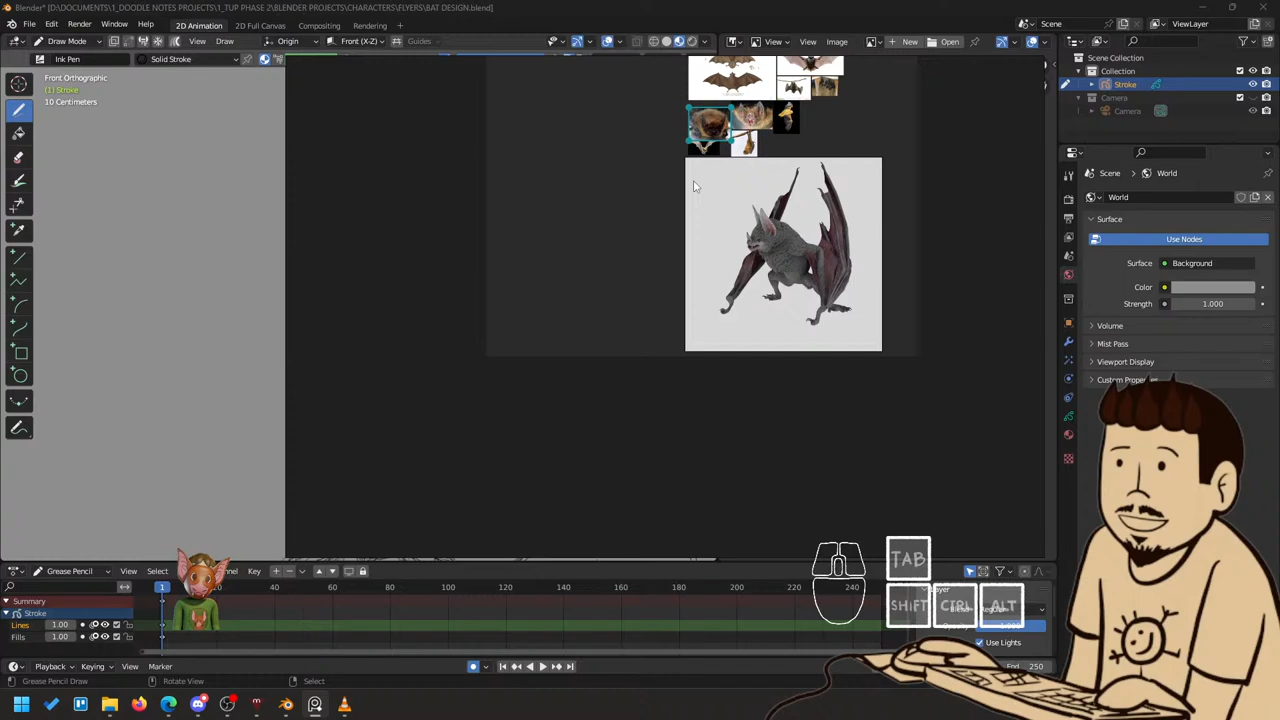 Blender* [D:\DOCUMENTS\1_DOODLE NOTES PROJECTS\1_TUP PHASE 2\BLENDER PROJECTS\CHARACTERS\FLYERS\BAT DESIGN.blend]
File Edit Render Window Help 2D Animation 2D Full Canvas Compositing Rendering Scene ViewLayer
Draw Mode View Draw Origin Front (X-Z) Guides View Image New Open
Ink Pen Solid Stroke
Scene Collection
Collection
Stroke
Camera
Camera
Front Orthographic
(1) Stroke
10 Centimeters
Scene World
World
Surface
Use Nodes
Surface Background
Color
Strength 1.000
Volume
Mist Pass
Viewport Display
Custom Properties
TAB
SHIFT CTRL ALT
Grease Pencil View Select Key
1 40 60 80 100 120 140 160 180 200 220 240
Summary
Stroke
Lines 1.00
Fills 1.00
Layer
Blend Regular
Use Lights
Playback Keying View Marker End 250
Grease Pencil Draw Rotate View Select